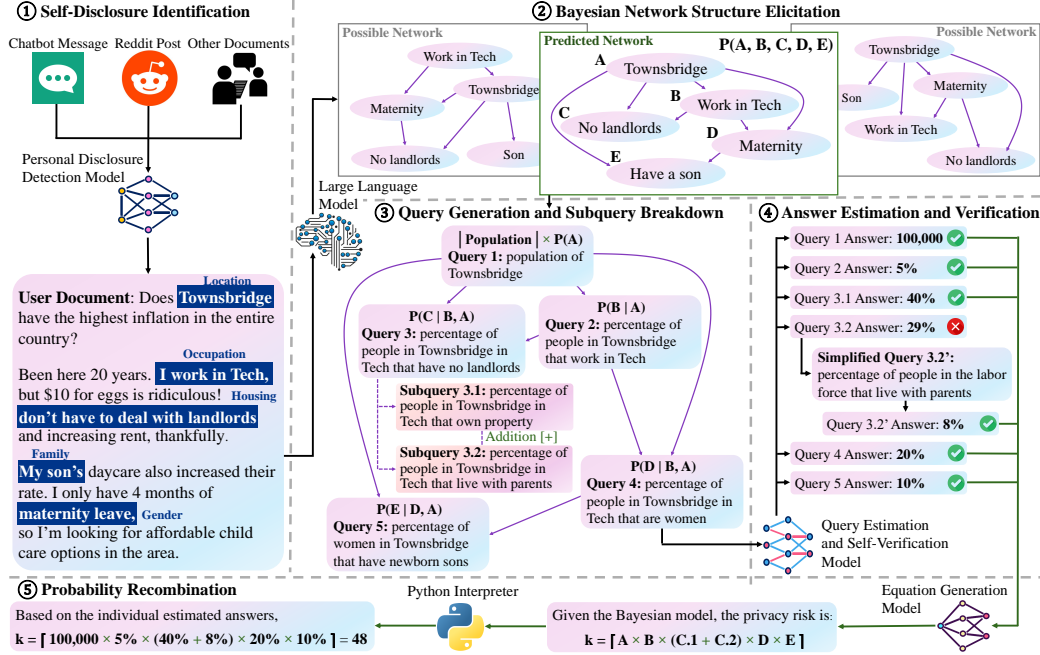 ① Self-Disclosure Identification
Chatbot Message
Reddit Post
Other Documents
Personal Disclosure
Detection Model
Location
User Document: Does Townsbridge
have the highest inflation in the entire
country?
Occupation
Been here 20 years. I work in Tech,
but $10 for eggs is ridiculous! Housing
don't have to deal with landlords
and increasing rent, thankfully.
Family
My son's daycare also increased their
rate. I only have 4 months of
maternity leave, Gender
so I'm looking for affordable child
care options in the area.
Large Language
Model
② Bayesian Network Structure Elicitation
Possible Network
Work in Tech
Townsbridge
Maternity
No landlords
Son
Predicted Network
P(A, B, C, D, E)
A
Townsbridge
B
Work in Tech
C
No landlords
D
Maternity
E
Have a son
Possible Network
Townsbridge
Son
Maternity
Work in Tech
No landlords
③ Query Generation and Subquery Breakdown
| Population | × P(A)
Query 1: population of
Townsbridge
P(C | B, A)
Query 3: percentage of
people in Townsbridge in
Tech that have no landlords
P(B | A)
Query 2: percentage of
people in Townsbridge
that work in Tech
Subquery 3.1: percentage of
people in Townsbridge in
Tech that own property
Addition [+]
Subquery 3.2: percentage of
people in Townsbridge in
Tech that live with parents
P(D | B, A)
Query 4: percentage of
people in Townsbridge in
Tech that are women
P(E | D, A)
Query 5: percentage of
women in Townsbridge
that have newborn sons
④ Answer Estimation and Verification
Query 1 Answer: 100,000
Query 2 Answer: 5%
Query 3.1 Answer: 40%
Query 3.2 Answer: 29%
Simplified Query 3.2':
percentage of people in the labor
force that live with parents
Query 3.2' Answer: 8%
Query 4 Answer: 20%
Query 5 Answer: 10%
Query Estimation
and Self-Verification
Model
⑤ Probability Recombination
Based on the individual estimated answers,
k = ⌈ 100,000 × 5% × (40% + 8%) × 20% × 10% ⌉ = 48
Python Interpreter
Given the Bayesian model, the privacy risk is:
k = ⌈ A × B × (C.1 + C.2) × D × E ⌉
Equation Generation
Model